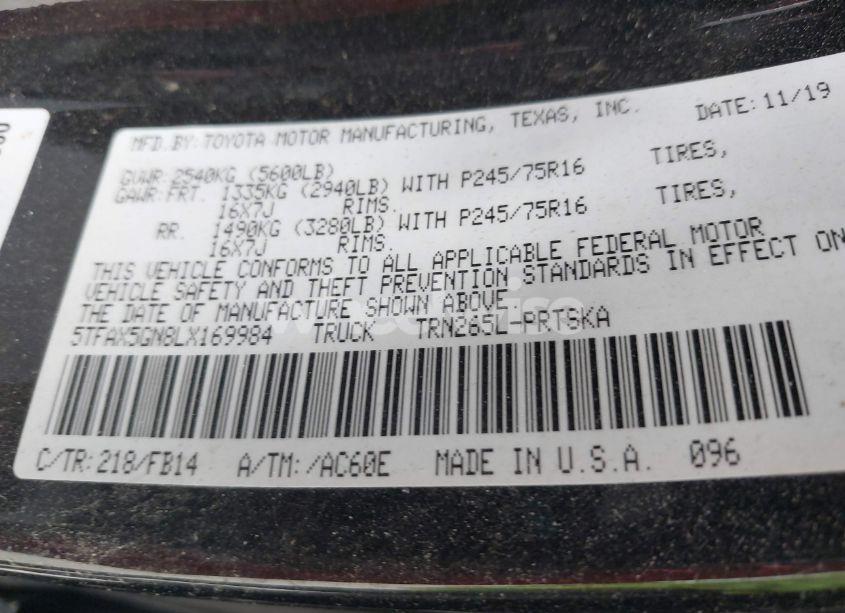 MFD.BY: TOYOTA MOTOR MANUFACTURING, TEXAS, INC. DATE: 11/19
GVWR: 2540KG (5600LB)
GAWR: FRT. 1335KG (2940LB) WITH P245/75R16 TIRES,
16X7J RIMS.
RR. 1490KG (3280LB) WITH P245/75R16 TIRES,
16X7J RIMS.
THIS VEHICLE CONFORMS TO ALL APPLICABLE FEDERAL MOTOR
VEHICLE SAFETY AND THEFT PREVENTION STANDARDS IN EFFECT ON
THE DATE OF MANUFACTURE SHOWN ABOVE.
5TFAX5GN8LX169984 TRUCK TRN265L-PRTSKA
C/TR: 218/FB14 A/TM: /AC60E MADE IN U.S.A. 096